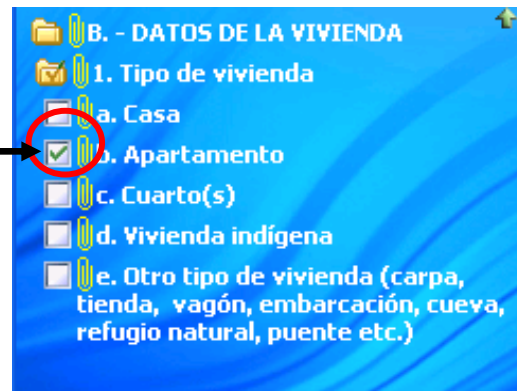 B. - DATOS DE LA VIVIENDA
1. Tipo de vivienda
a. Casa
b. Apartamento
c. Cuarto(s)
d. Vivienda indígena
e. Otro tipo de vivienda (carpa,
tienda, vagón, embarcación, cueva,
refugio natural, puente etc.)